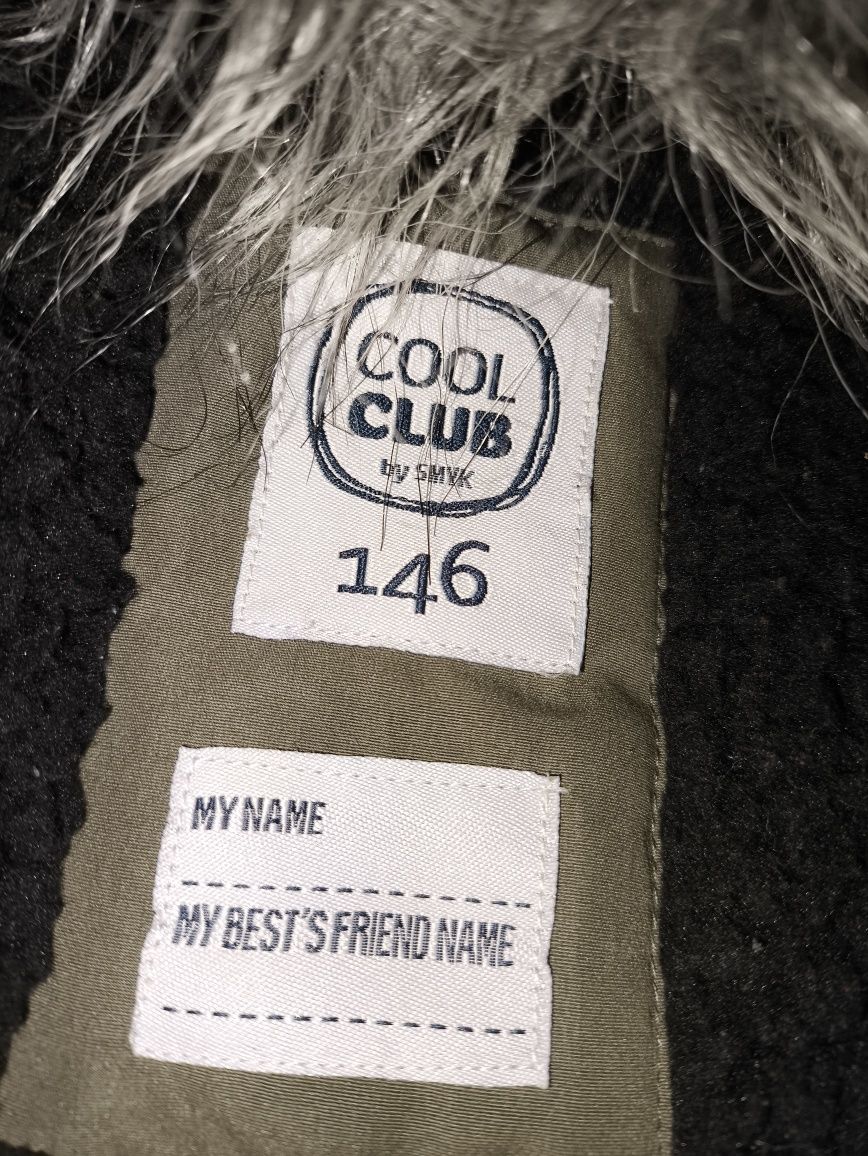 COOL
CLUB
by SMYK
146
MY NAME
MY BEST'S FRIEND NAME